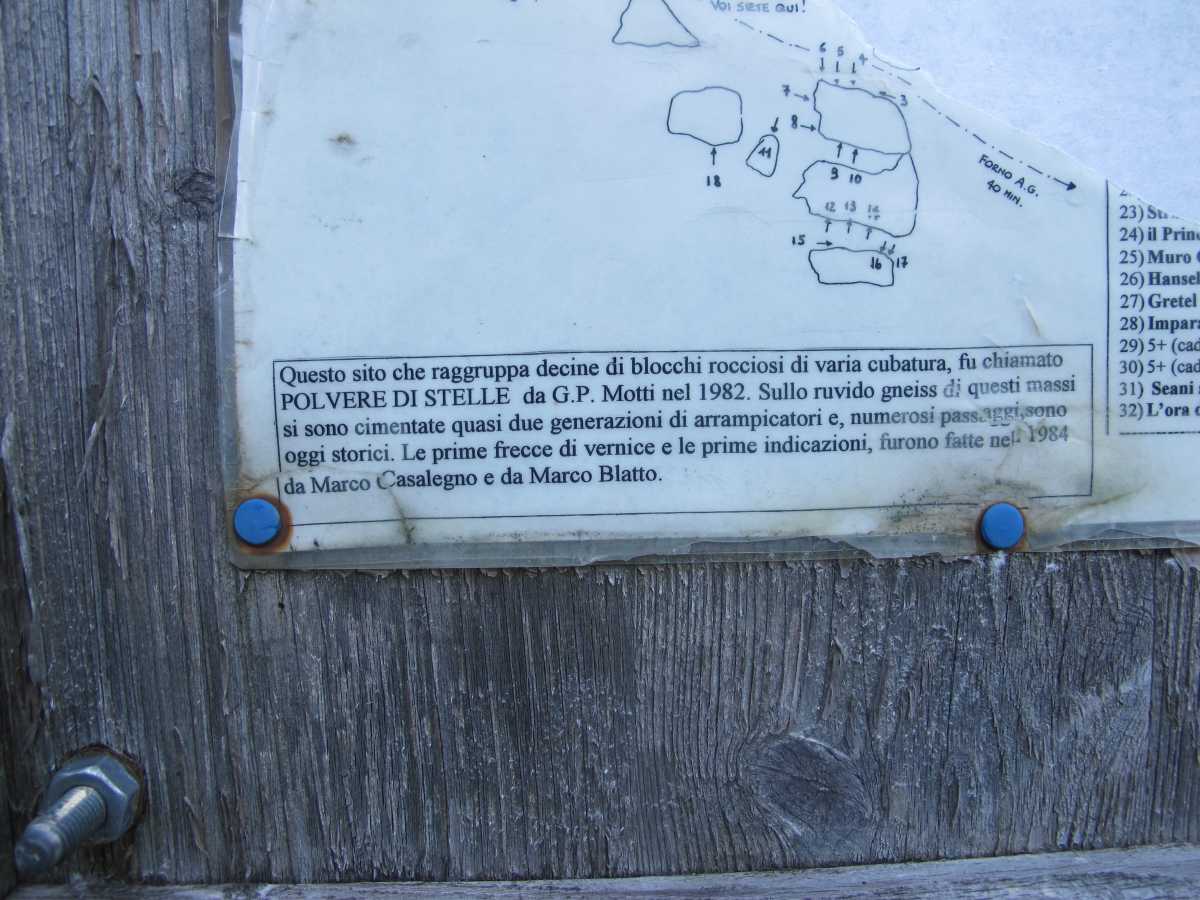 VOI SIETE QUI!
6 5 4
7
3
8
11
18
9 10
12 13 14
15
16 17
FORNO A.G.
40 MIN.
23)
24) il Prin
25) Muro
26) Hansel
27) Gretel
28) Impara
29) 5+ (cad
30) 5+ (cad
31) Seani
32) L'ora
Questo sito che raggruppa decine di blocchi rocciosi di varia cubatura, fu chiamato
POLVERE DI STELLE da G.P. Motti nel 1982. Sullo ruvido gneiss di questi massi
si sono cimentate quasi due generazioni di arrampicatori e, numerosi passaggi,sono
oggi storici. Le prime frecce di vernice e le prime indicazioni, furono fatte nel 1984
da Marco Casalegno e da Marco Blatto.